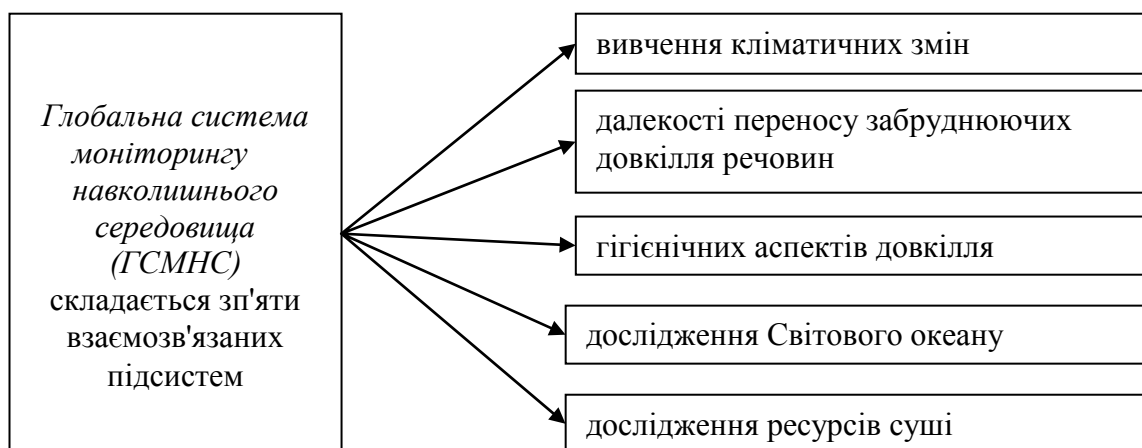 Глобальна система
моніторингу
навколишнього
середовища
(ГСМНС)
складається зп'яти
взаємозв'язаних
підсистем
вивчення кліматичних змін
далекості переносу забруднюючих
довкілля речовин
гігієнічних аспектів довкілля
дослідження Світового океану
дослідження ресурсів суші